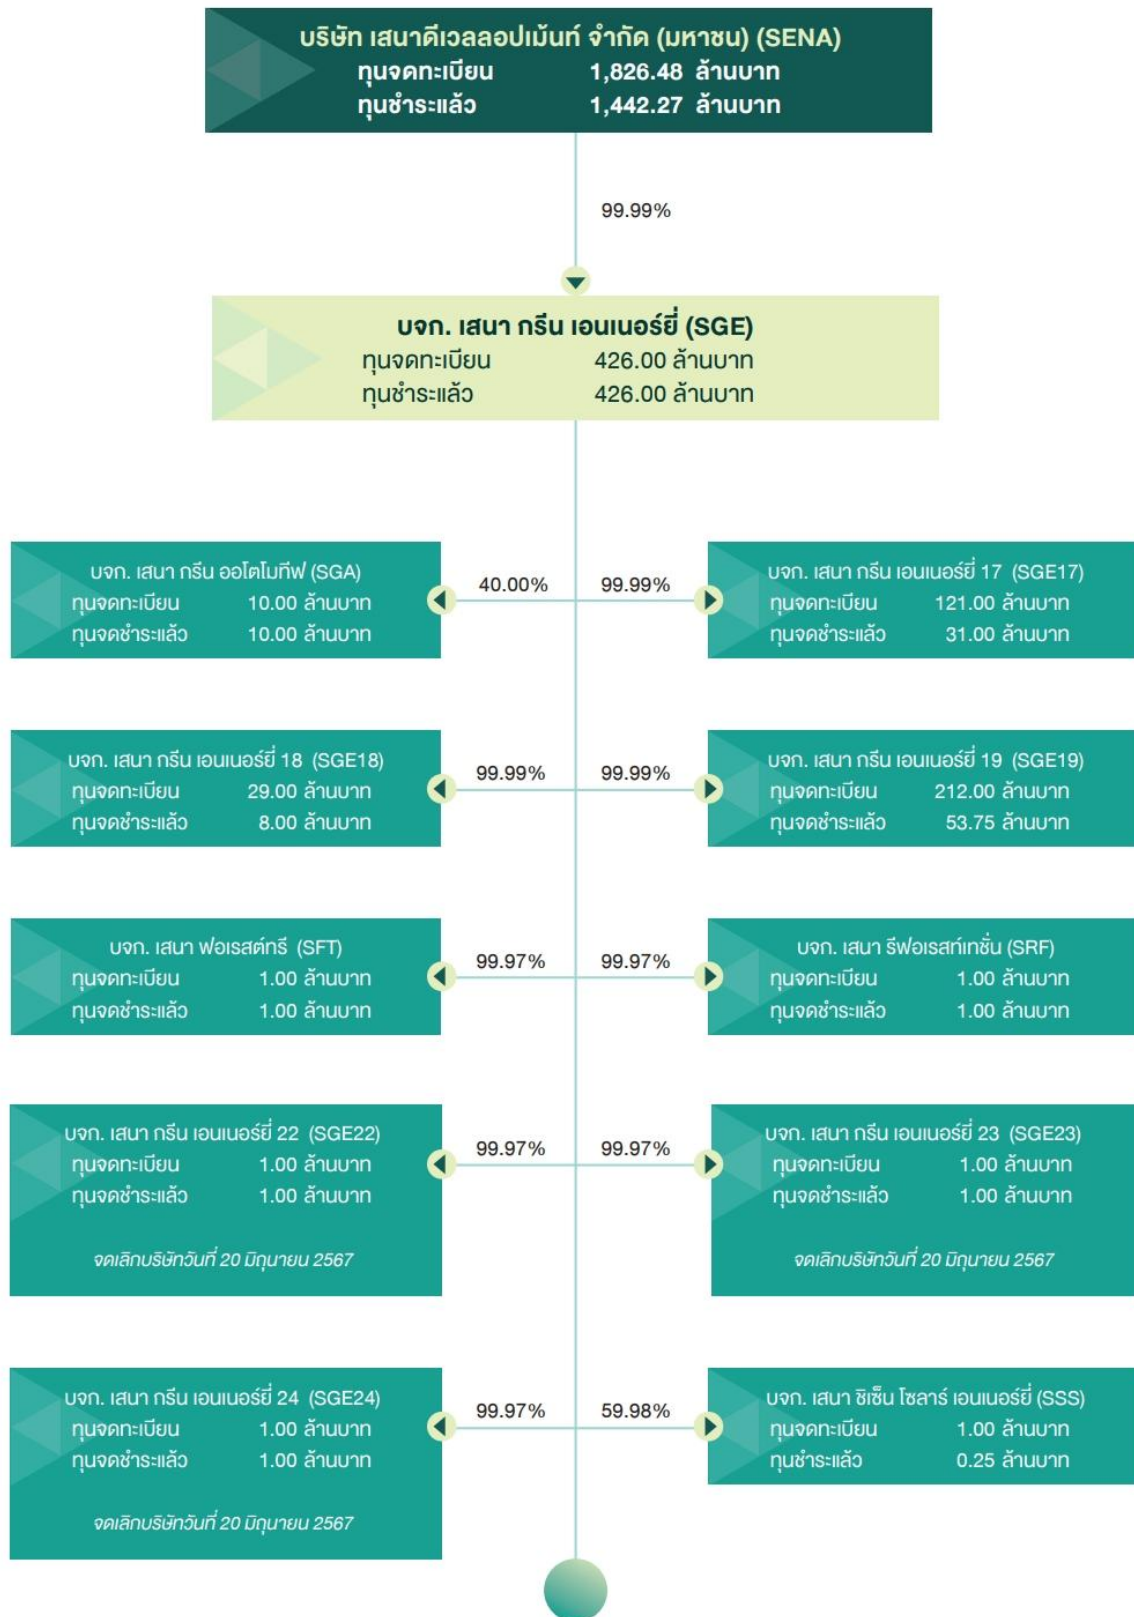 บริษัท เสนาดีเวลลอปเม้นท์ จำกัด (มหาชน) (SENA)
ทุนจดทะเบียน 1,826.48 ล้านบาท
ทุนชำระแล้ว 1,442.27 ล้านบาท
99.99%
บจก. เสนา กรีน เอนเนอร์ยี่ (SGE)
ทุนจดทะเบียน 426.00 ล้านบาท
ทุนชำระแล้ว 426.00 ล้านบาท
บจก. เสนา กรีน ออโตโมทีฟ (SGA)
ทุนจดทะเบียน 10.00 ล้านบาท
ทุนจดชำระแล้ว 10.00 ล้านบาท
40.00% 99.99%
บจก. เสนา กรีน เอนเนอร์ยี่ 17 (SGE17)
ทุนจดทะเบียน 121.00 ล้านบาท
ทุนจดชำระแล้ว 31.00 ล้านบาท
บจก. เสนา กรีน เอนเนอร์ยี่ 18 (SGE18)
ทุนจดทะเบียน 29.00 ล้านบาท
ทุนจดชำระแล้ว 8.00 ล้านบาท
99.99% 99.99%
บจก. เสนา กรีน เอนเนอร์ยี่ 19 (SGE19)
ทุนจดทะเบียน 212.00 ล้านบาท
ทุนจดชำระแล้ว 53.75 ล้านบาท
บจก. เสนา ฟอเรสต์ทรี (SFT)
ทุนจดทะเบียน 1.00 ล้านบาท
ทุนจดชำระแล้ว 1.00 ล้านบาท
99.97% 99.97%
บจก. เสนา รีฟอเรสท์เทชั่น (SRF)
ทุนจดทะเบียน 1.00 ล้านบาท
ทุนจดชำระแล้ว 1.00 ล้านบาท
บจก. เสนา กรีน เอนเนอร์ยี่ 22 (SGE22)
ทุนจดทะเบียน 1.00 ล้านบาท
ทุนจดชำระแล้ว 1.00 ล้านบาท
จดเลิกบริษัทวันที่ 20 มิถุนายน 2567
99.97% 99.97%
บจก. เสนา กรีน เอนเนอร์ยี่ 23 (SGE23)
ทุนจดทะเบียน 1.00 ล้านบาท
ทุนจดชำระแล้ว 1.00 ล้านบาท
จดเลิกบริษัทวันที่ 20 มิถุนายน 2567
บจก. เสนา กรีน เอนเนอร์ยี่ 24 (SGE24)
ทุนจดทะเบียน 1.00 ล้านบาท
ทุนจดชำระแล้ว 1.00 ล้านบาท
จดเลิกบริษัทวันที่ 20 มิถุนายน 2567
99.97% 59.98%
บจก. เสนา ชิเซ็น โซลาร์ เอนเนอร์ยี่ (SSS)
ทุนจดทะเบียน 1.00 ล้านบาท
ทุนชำระแล้ว 0.25 ล้านบาท